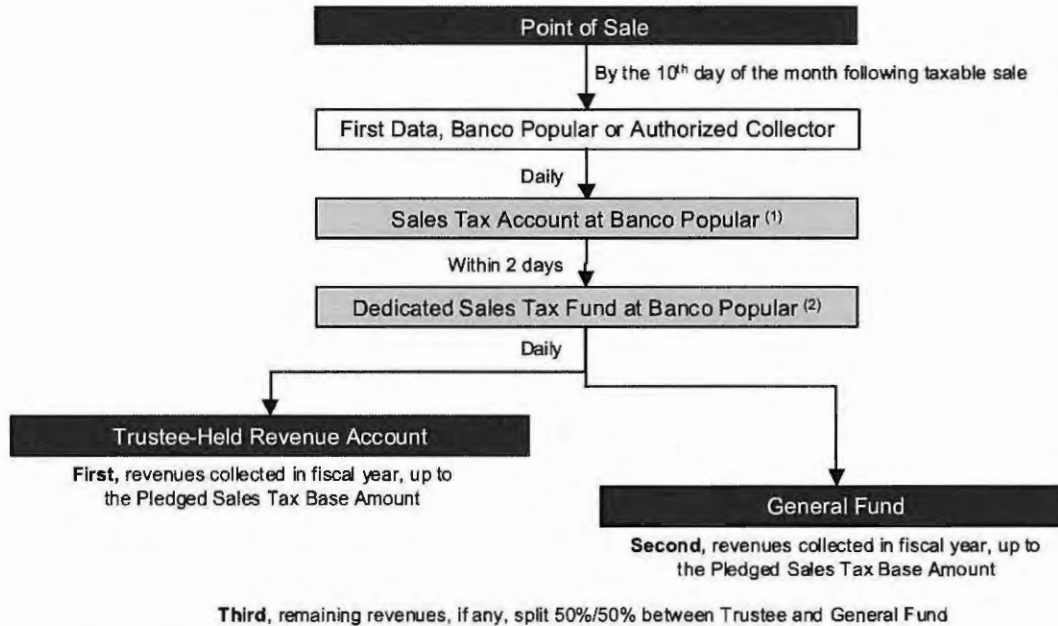 Point of Sale
By the 10th day of the month following taxable sale
First Data, Banco Popular or Authorized Collector
Daily
Sales Tax Account at Banco Popular (1)
Within 2 days
Dedicated Sales Tax Fund at Banco Popular (2)
Daily
Trustee-Held Revenue Account
First, revenues collected in fiscal year, up to
the Pledged Sales Tax Base Amount
General Fund
Second, revenues collected in fiscal year, up to
the Pledged Sales Tax Base Amount
Third, remaining revenues, if any, split 50%/50% between Trustee and General Fund